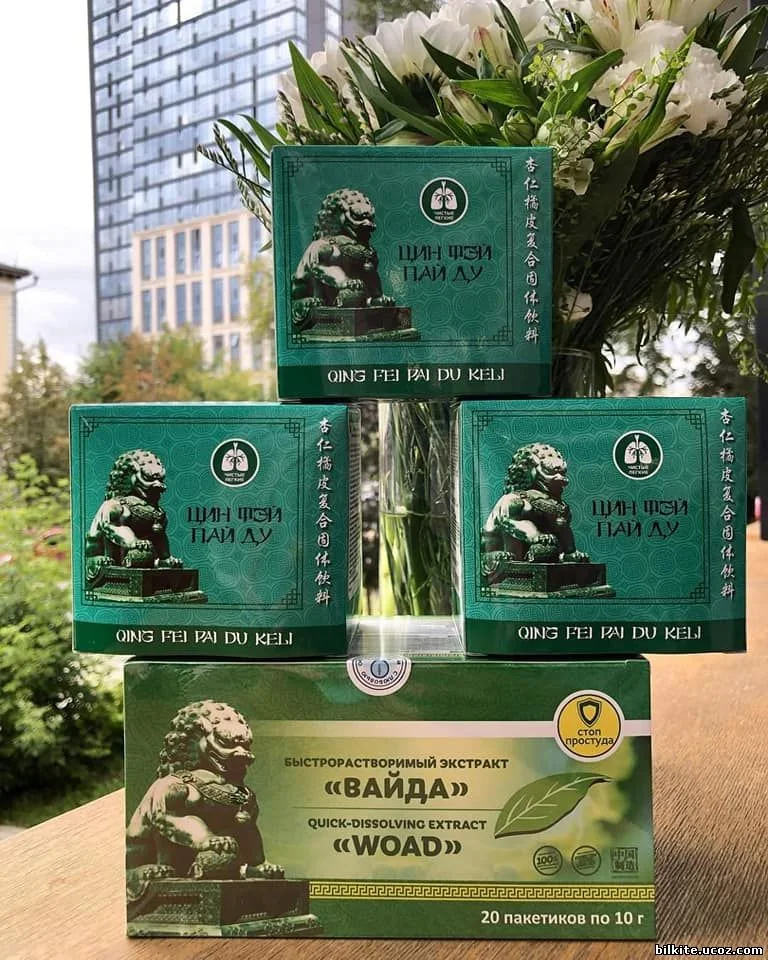 ЧИСТЫЕ
ЛЕГКИЕ
ЦИН ФЭЙ
ПАЙ ДУ
杏仁橘皮复合固体饮料
QING FEI PAI DU KELI
ЧИСТЫЕ
ЛЕГКИЕ
ЦИН ФЭЙ
ПАЙ ДУ
杏仁橘皮复合固体饮料
QING FEI PAI DU KELI
ЧИСТЫЕ
ЛЕГКИЕ
ЦИН ФЭЙ
ПАЙ ДУ
杏仁橘皮复合固体饮料
QING FEI PAI DU KELI
стоп
простуда
БЫСТРОРАСТВОРИМЫЙ ЭКСТРАКТ
«ВАЙДА»
QUICK-DISSOLVING EXTRACT
«WOAD»
100%
中国
制造
20 пакетиков по 10 г
bilkite.ucoz.com